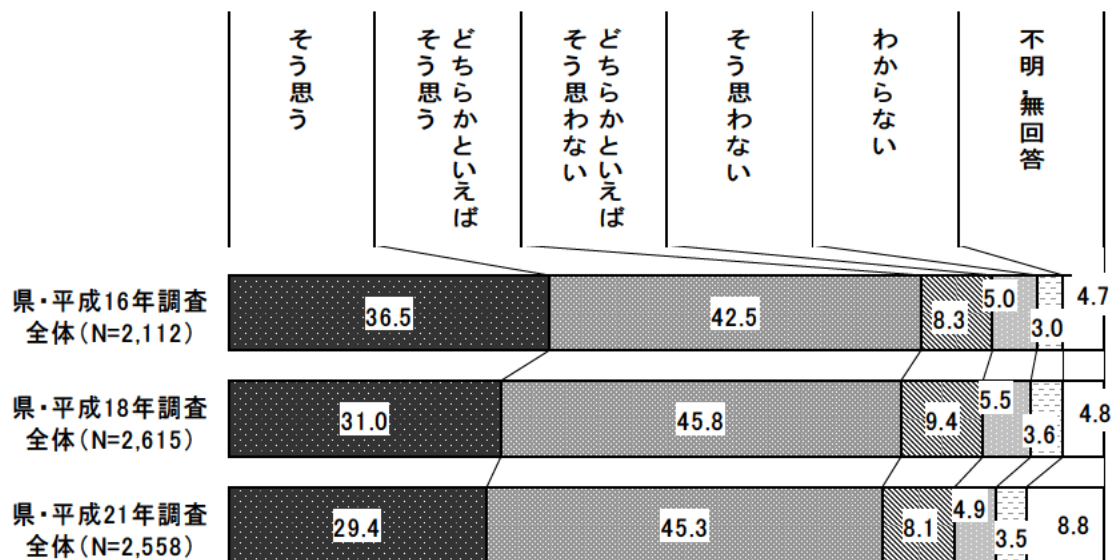 そう思う
どちらかといえば
そう思う
どちらかといえば
そう思わない
そう思わない
わからない
不明・無回答
県・平成16年調査
全体(N=2,112)
36.5
42.5
8.3
5.0
3.0
4.7
県・平成18年調査
全体(N=2,615)
31.0
45.8
9.4
5.5
3.6
4.8
県・平成21年調査
全体(N=2,558)
29.4
45.3
8.1
4.9
3.5
8.8